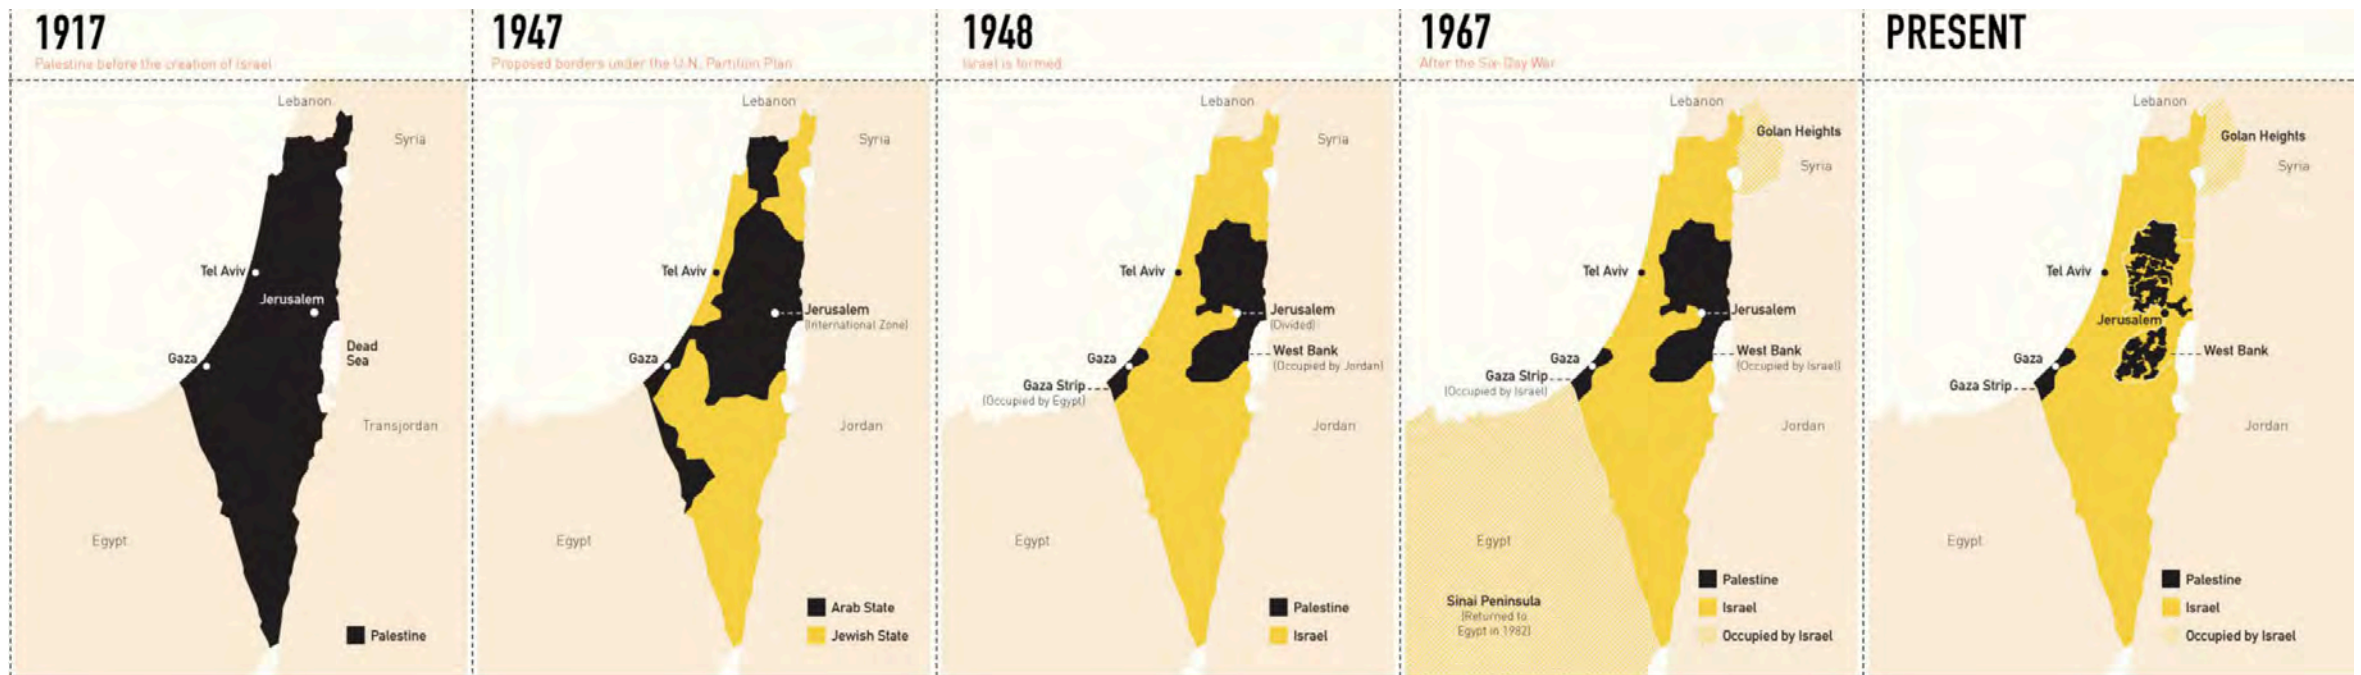 1917
Palestine before the creation of Israel
Lebanon
Syria
Tel Aviv
Jerusalem
Gaza
Dead
Sea
Transjordan
Egypt
Palestine
1947
Proposed borders under the U.N. Partition Plan
Lebanon
Syria
Tel Aviv
Jerusalem
(International Zone)
Gaza
Jordan
Egypt
Arab State
Jewish State
1948
Israel is formed
Lebanon
Syria
Tel Aviv
Jerusalem
(Divided)
Gaza
West Bank
(Occupied by Jordan)
Gaza Strip
(Occupied by Egypt)
Jordan
Egypt
Palestine
Israel
1967
After the Six-Day War
Lebanon
Golan Heights
Syria
Tel Aviv
Jerusalem
Gaza
West Bank
(Occupied by Israel)
Gaza Strip
(Occupied by Israel)
Jordan
Egypt
Sinai Peninsula
(Returned to
Egypt in 1982)
Palestine
Israel
Occupied by Israel
PRESENT
Lebanon
Golan Heights
Syria
Tel Aviv
Jerusalem
Gaza
West Bank
Gaza Strip
Jordan
Egypt
Palestine
Israel
Occupied by Israel